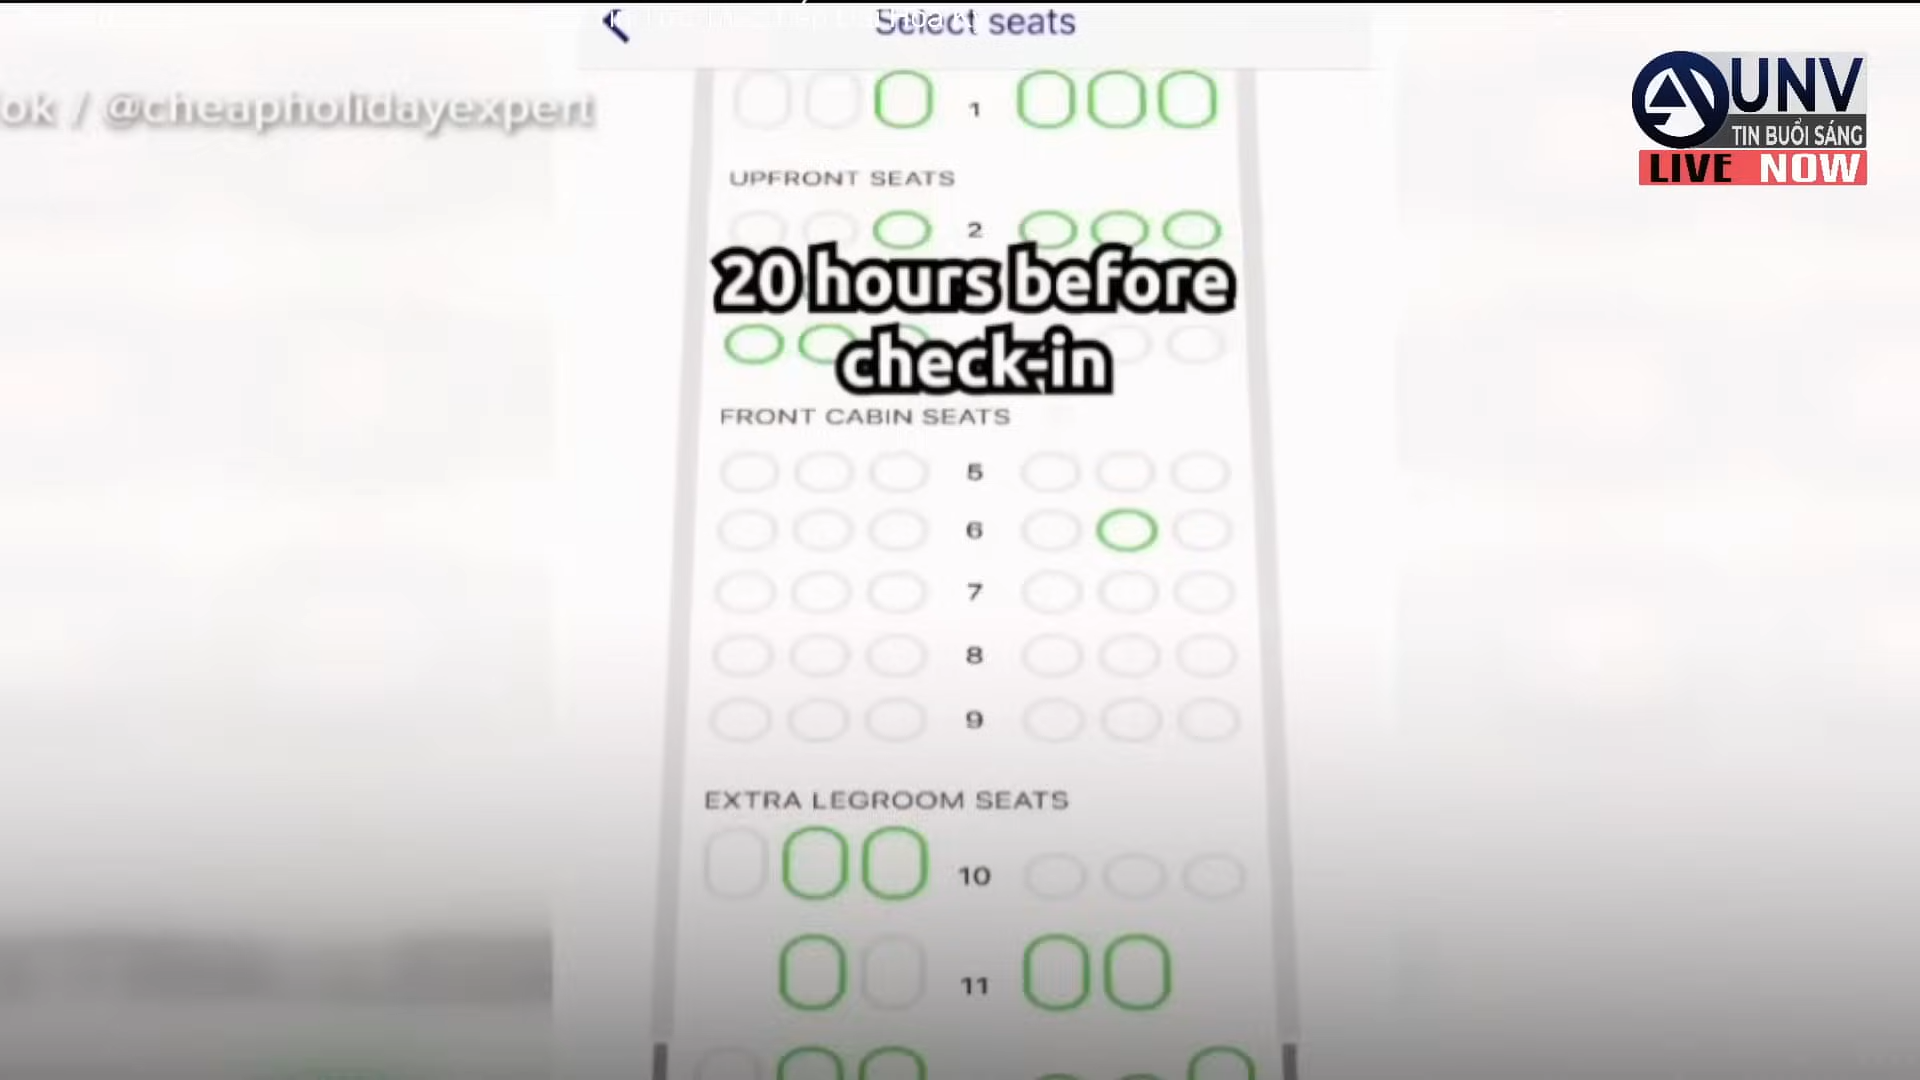 Select seats
ok / @cheapholidayexpert
UNV
TIN BUỔI SÁNG
LIVE NOW
1
UPFRONT SEATS
2
20 hours before
check-in
FRONT CABIN SEATS
5
6
7
8
9
EXTRA LEGROOM SEATS
10
11